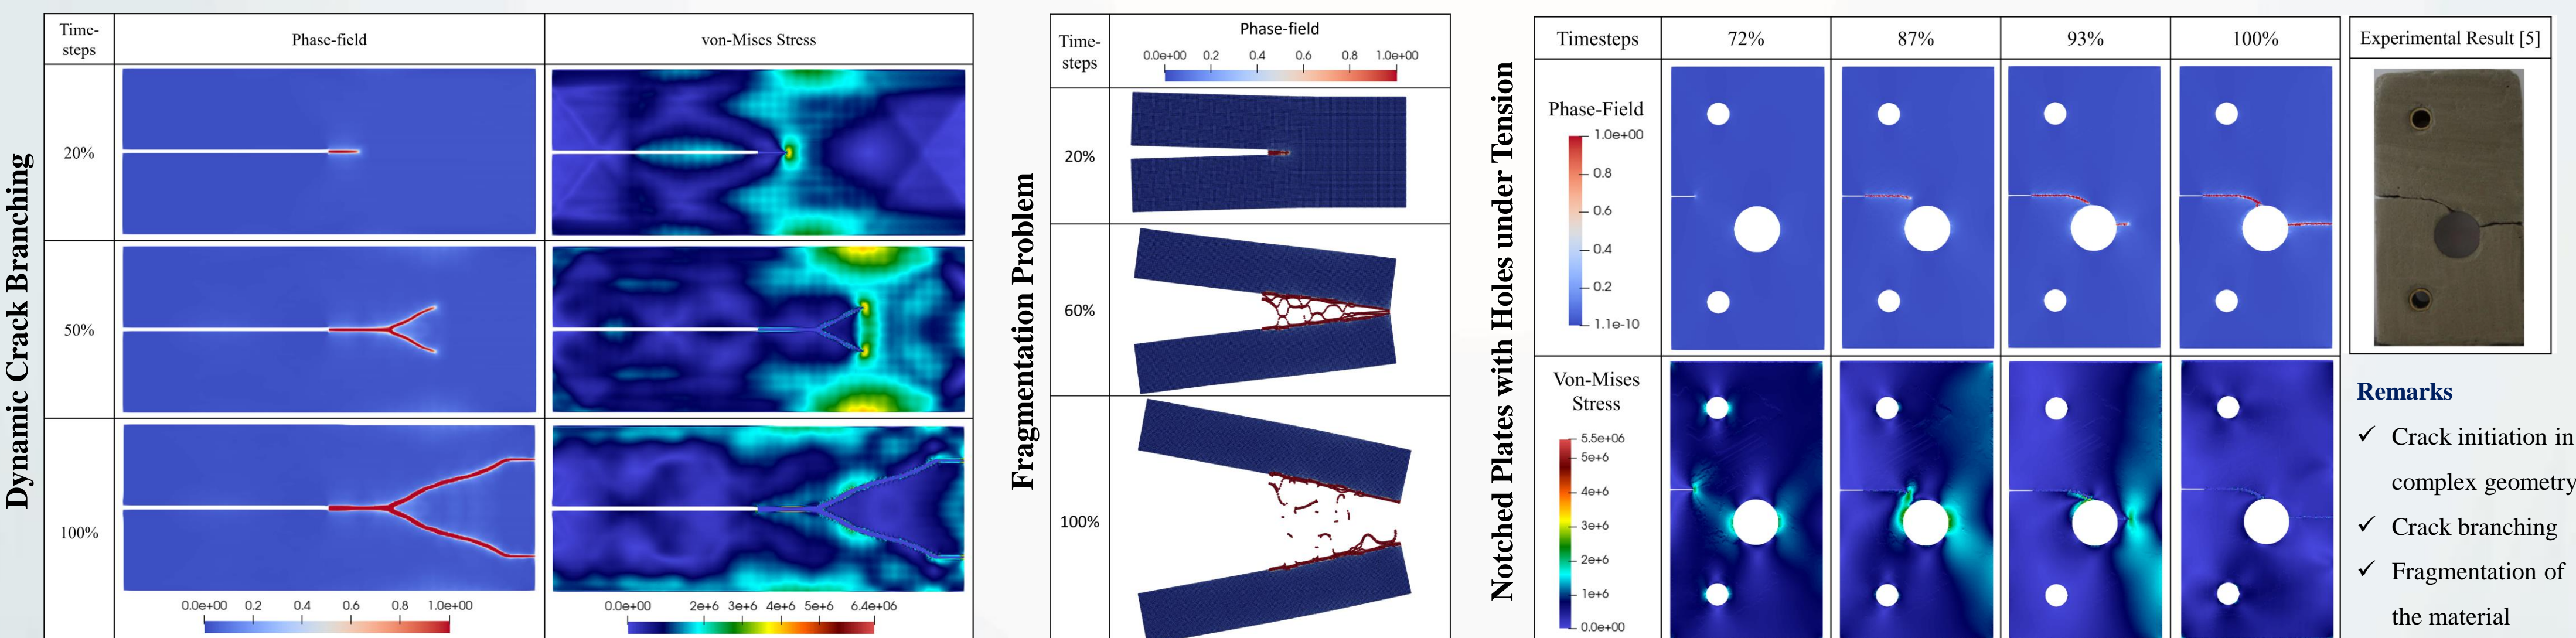 Dynamic Crack Branching
Time-
steps
Phase-field
von-Mises Stress
20%
50%
100%
0.0e+00 0.2 0.4 0.6 0.8 1.0e+00
0.0e+00 2e+6 3e+6 4e+6 5e+6 6.4e+06
Fragmentation Problem
Time-
steps
Phase-field
0.0e+00 0.2 0.4 0.6 0.8 1.0e+00
20%
60%
100%
Notched Plates with Holes under Tension
Timesteps
72%
87%
93%
100%
Phase-Field
1.0e+00
0.8
0.6
0.4
0.2
1.1e-10
Von-Mises
Stress
5.5e+06
5e+6
4e+6
3e+6
2e+6
1e+6
0.0e+00
Experimental Result [5]
Remarks
✓ Crack initiation in
complex geometry
✓ Crack branching
✓ Fragmentation of
the material